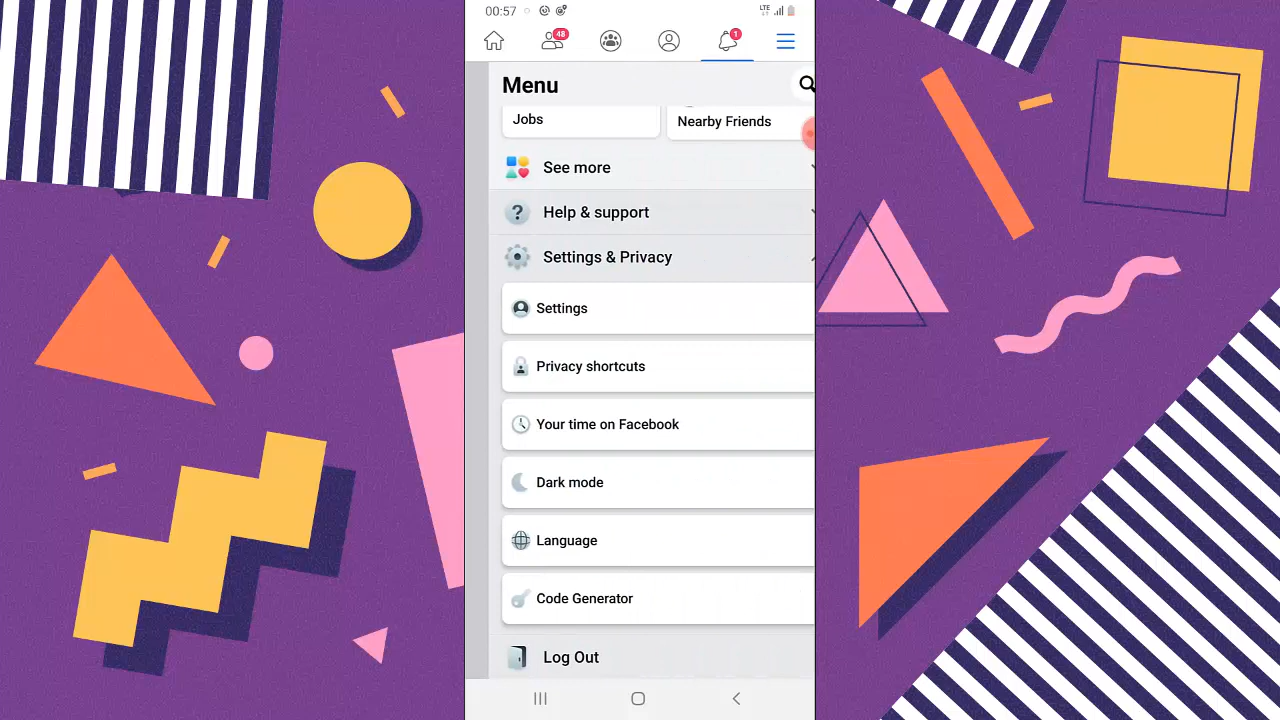 00:57
LTE
48
1
Menu
Jobs
Nearby Friends
See more
Help & support
Settings & Privacy
Settings
Privacy shortcuts
Your time on Facebook
Dark mode
Language
Code Generator
Log Out